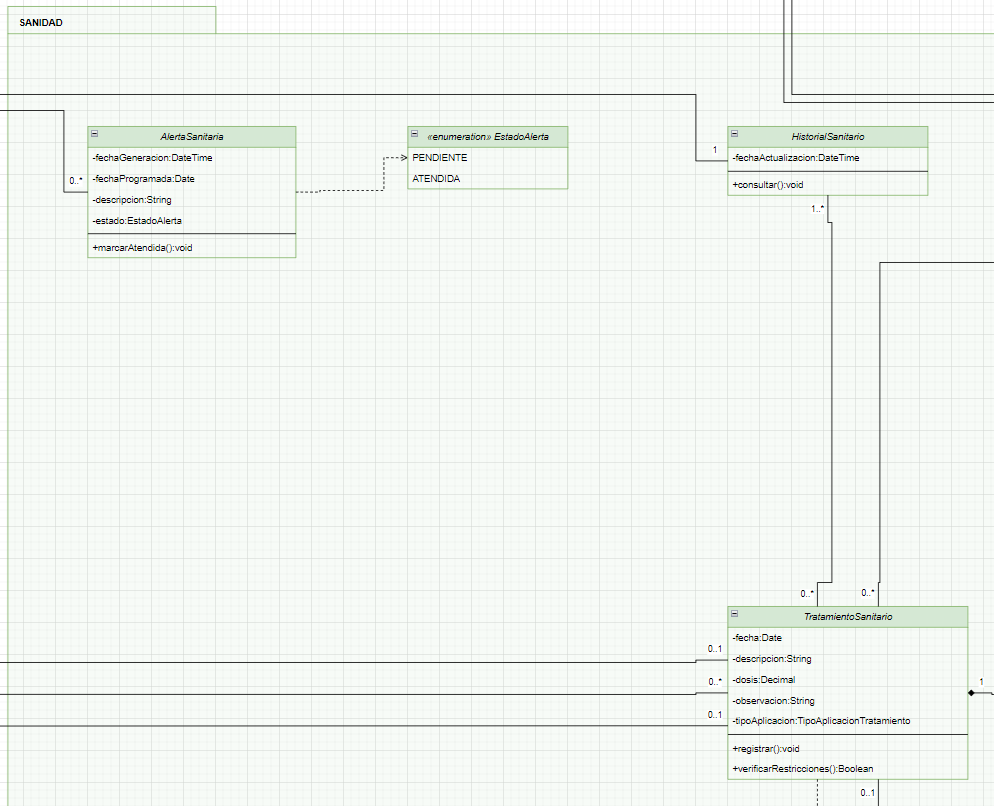 SANIDAD
AlertaSanitaria
-fechaGeneracion:DateTime
-fechaProgramada:Date
-descripcion:String
-estado:EstadoAlerta
+marcarAtendida():void
0..*
«enumeration» EstadoAlerta
PENDIENTE
ATENDIDA
HistorialSanitario
-fechaActualizacion:DateTime
+consultar():void
1
1..*
0..*
0..*
TratamientoSanitario
-fecha:Date
-descripcion:String
-dosis:Decimal
-observacion:String
-tipoAplicacion:TipoAplicacionTratamiento
+registrar():void
+verificarRestricciones():Boolean
0..1
0..*
0..1
1
0..1